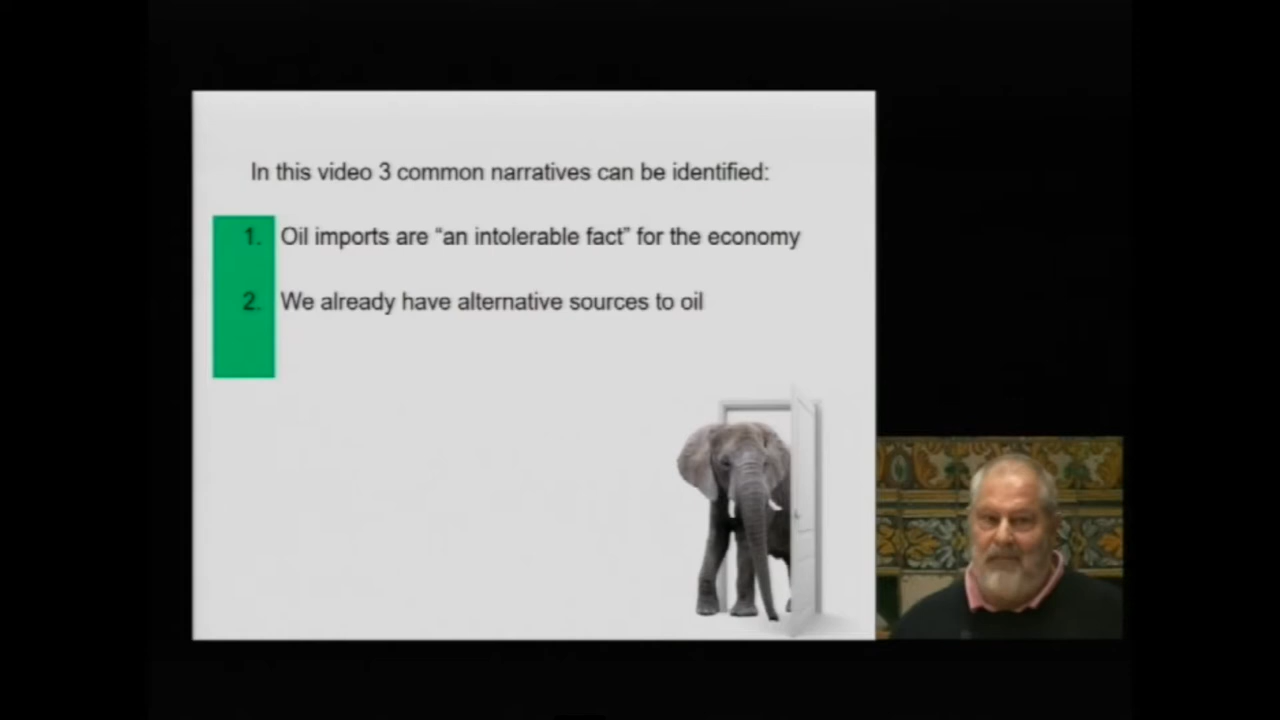 In this video 3 common narratives can be identified:
1. Oil imports are “an intolerable fact” for the economy
2. We already have alternative sources to oil